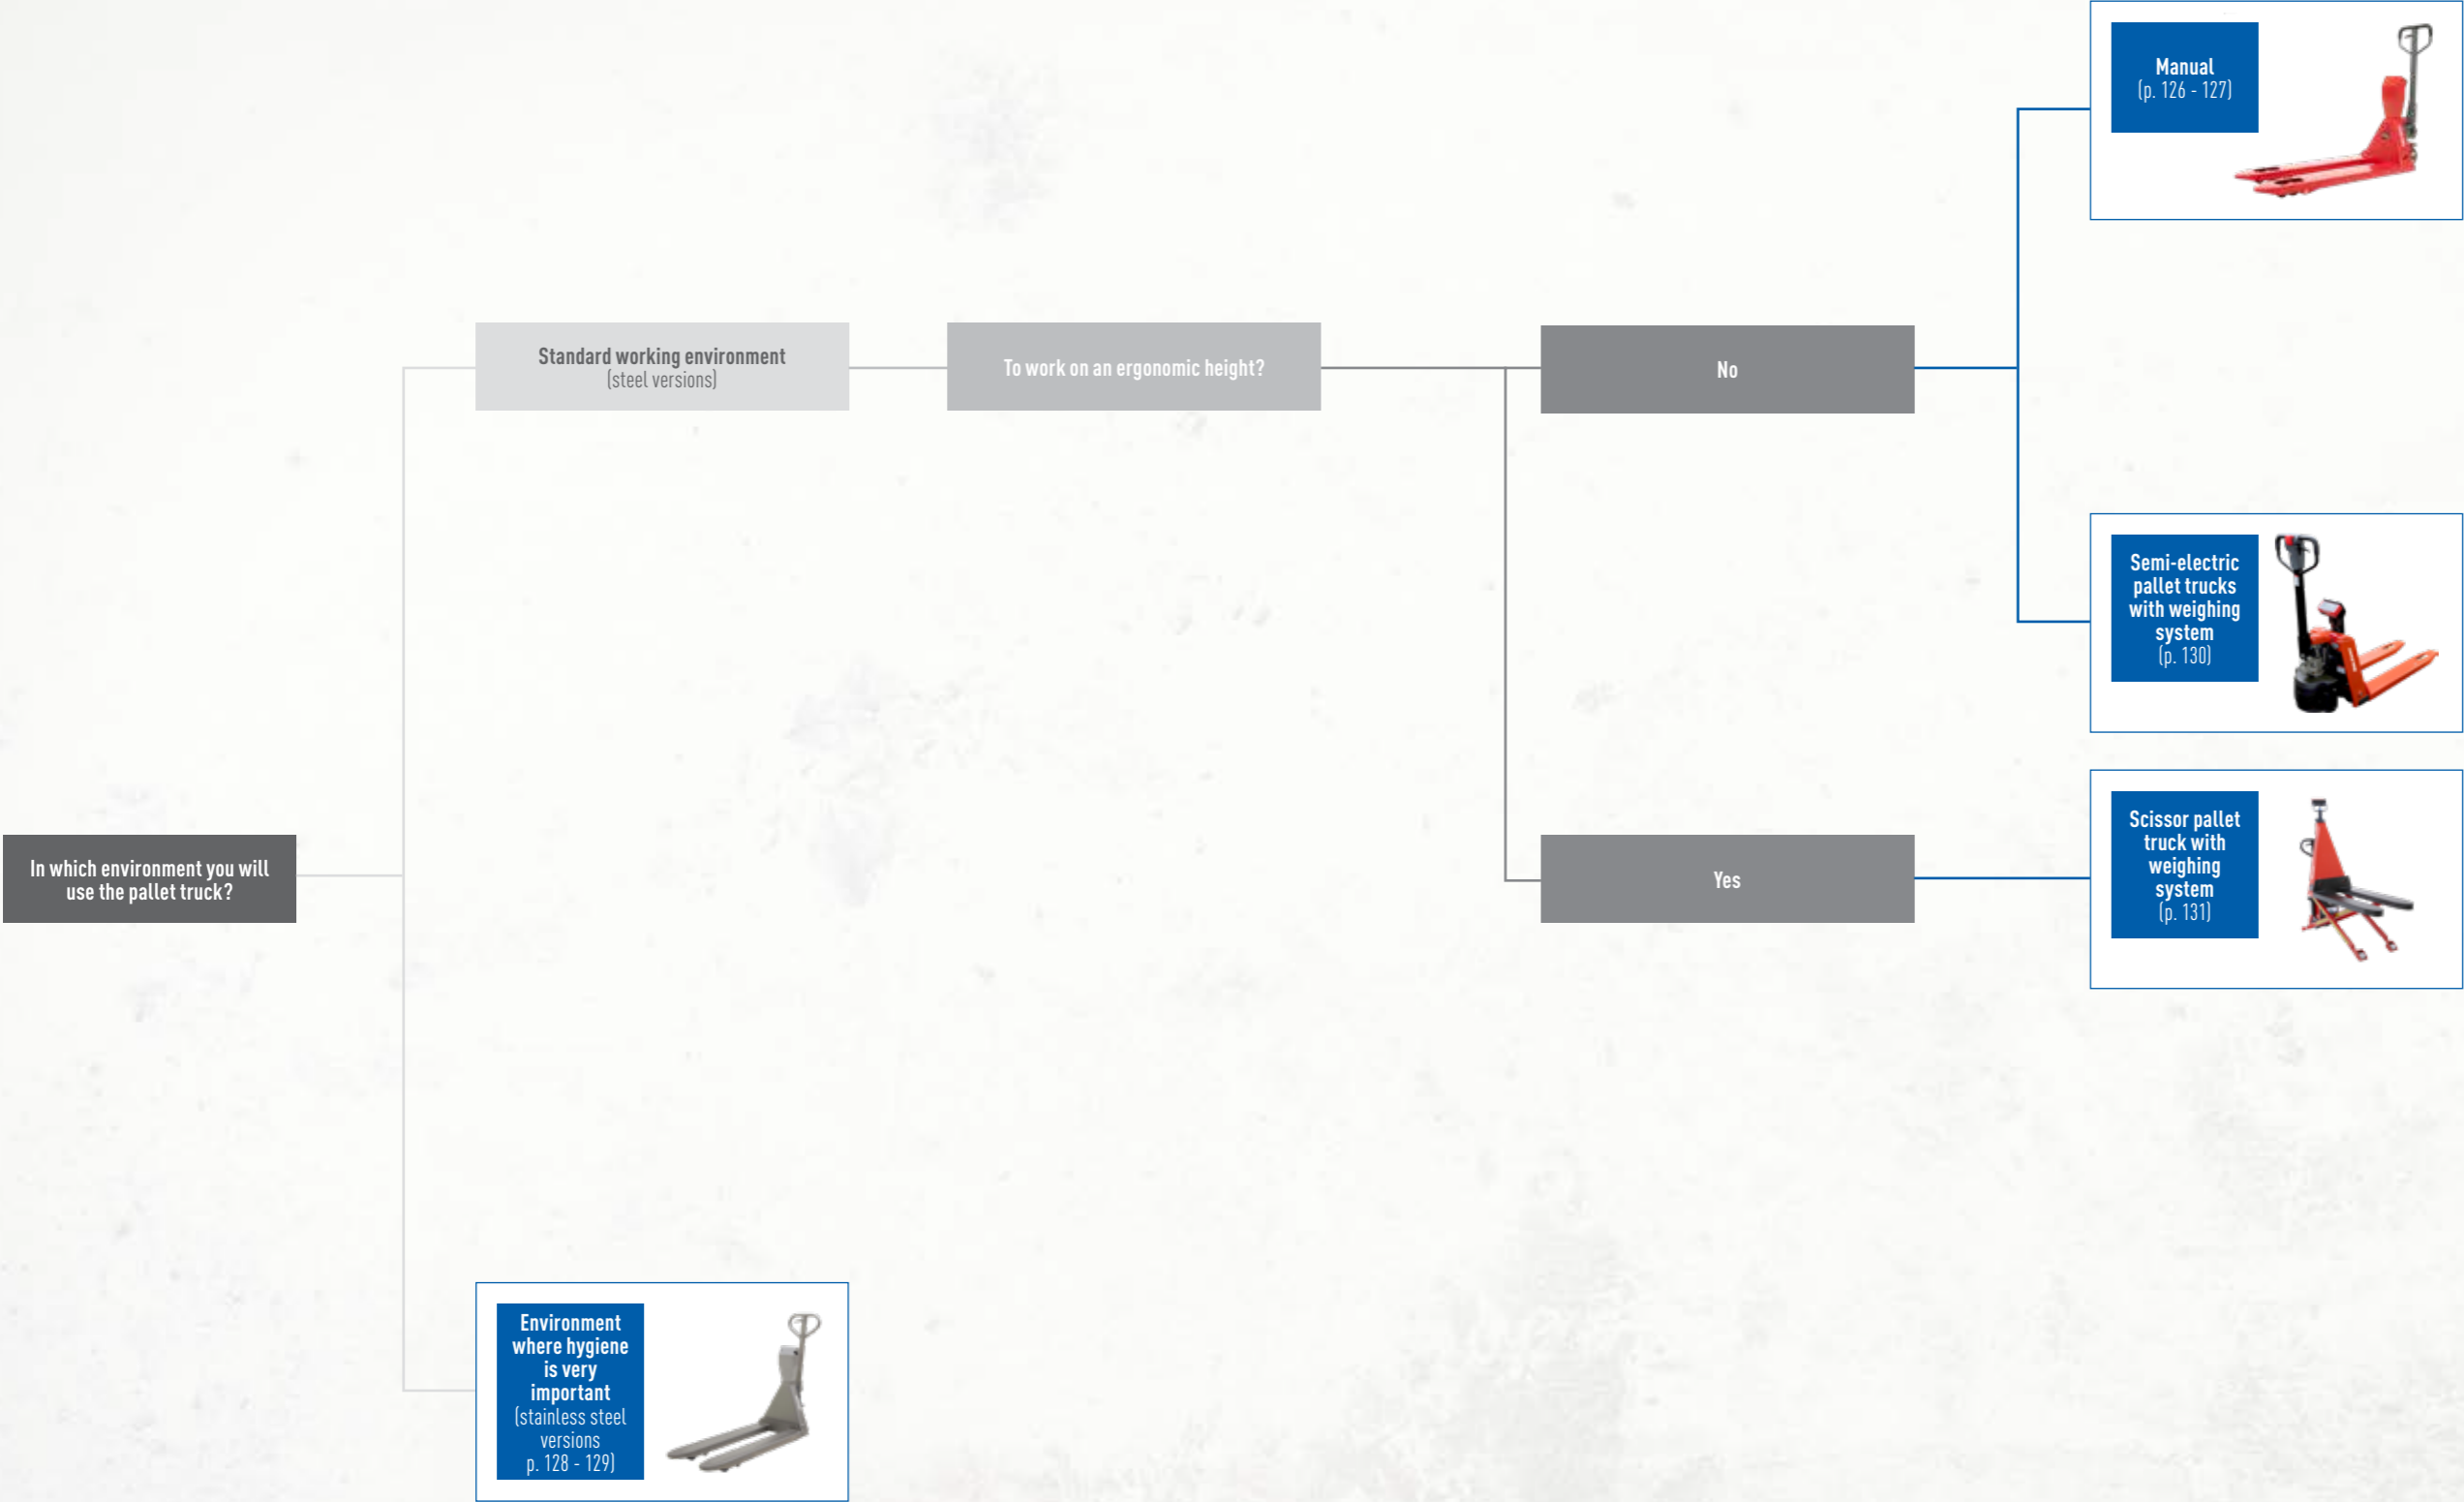 Manual
(p. 126 - 127)
Standard working environment
(steel versions)
To work on an ergonomic height?
No
Semi-electric
pallet trucks
with weighing
system
(p. 130)
In which environment you will
use the pallet truck?
Yes
Scissor pallet
truck with
weighing
system
(p. 131)
Environment
where hygiene
is very
important
(stainless steel
versions
p. 128 - 129)